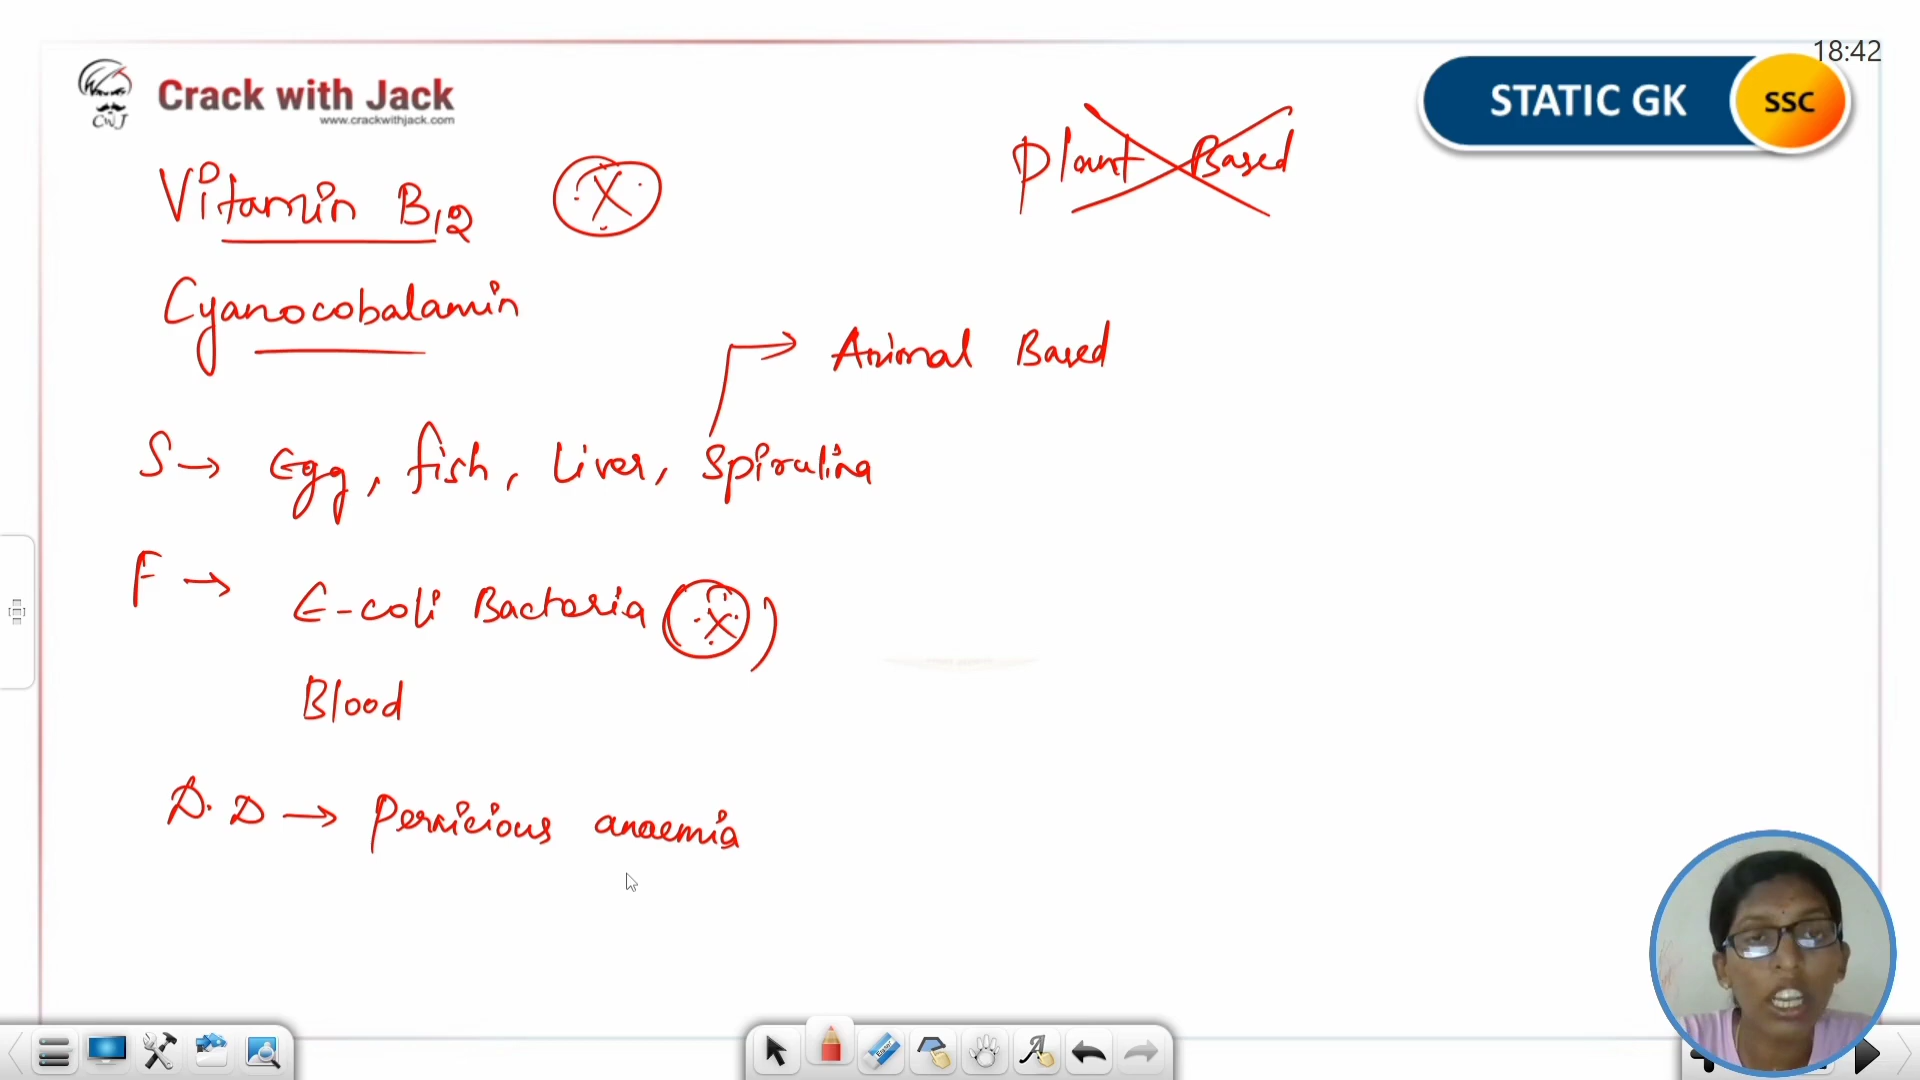 18:42
Crack with Jack
www.crackwithjack.com
CWJ
STATIC GK SSC
Plant Based
Vitamin B12 X
Cyanocobalamin
Animal Based
S → Egg, fish, Liver, Spirulina
F → E-coli Bacteria (X)
Blood
D.D → Pernicious anaemia